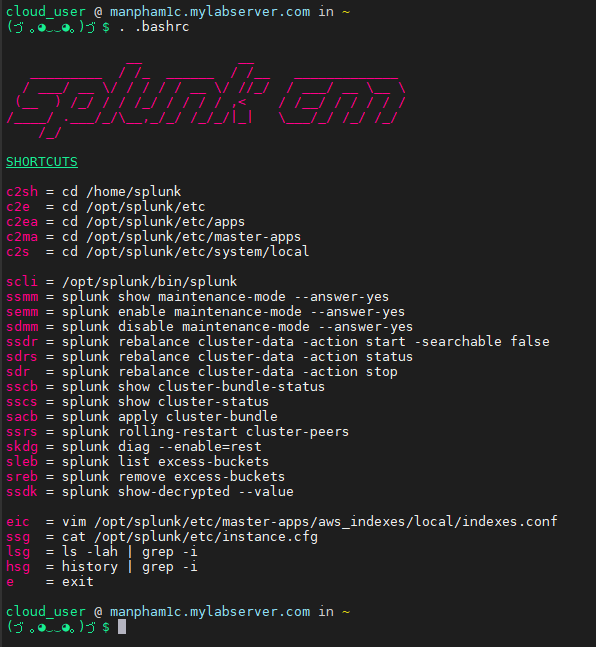 cloud_user @ manpham1c.mylabserver.com in ~
(づ｡◕‿‿◕｡)づ $ . .bashrc
splunk cm
SHORTCUTS
c2sh = cd /home/splunk
c2e  = cd /opt/splunk/etc
c2ea = cd /opt/splunk/etc/apps
c2ma = cd /opt/splunk/etc/master-apps
c2s  = cd /opt/splunk/etc/system/local
scli = /opt/splunk/bin/splunk
ssmm = splunk show maintenance-mode --answer-yes
semm = splunk enable maintenance-mode --answer-yes
sdmm = splunk disable maintenance-mode --answer-yes
ssdr = splunk rebalance cluster-data -action start -searchable false
sdrs = splunk rebalance cluster-data -action status
sdr  = splunk rebalance cluster-data -action stop
sscb = splunk show cluster-bundle-status
sscs = splunk show cluster-status
sacb = splunk apply cluster-bundle
ssrs = splunk rolling-restart cluster-peers
skdg = splunk diag --enable=rest
sleb = splunk list excess-buckets
sreb = splunk remove excess-buckets
ssdk = splunk show-decrypted --value
eic  = vim /opt/splunk/etc/master-apps/aws_indexes/local/indexes.conf
ssg  = cat /opt/splunk/etc/instance.cfg
lsg  = ls -lah | grep -i
hsg  = history | grep -i
e    = exit
cloud_user @ manpham1c.mylabserver.com in ~
(づ｡◕‿‿◕｡)づ $